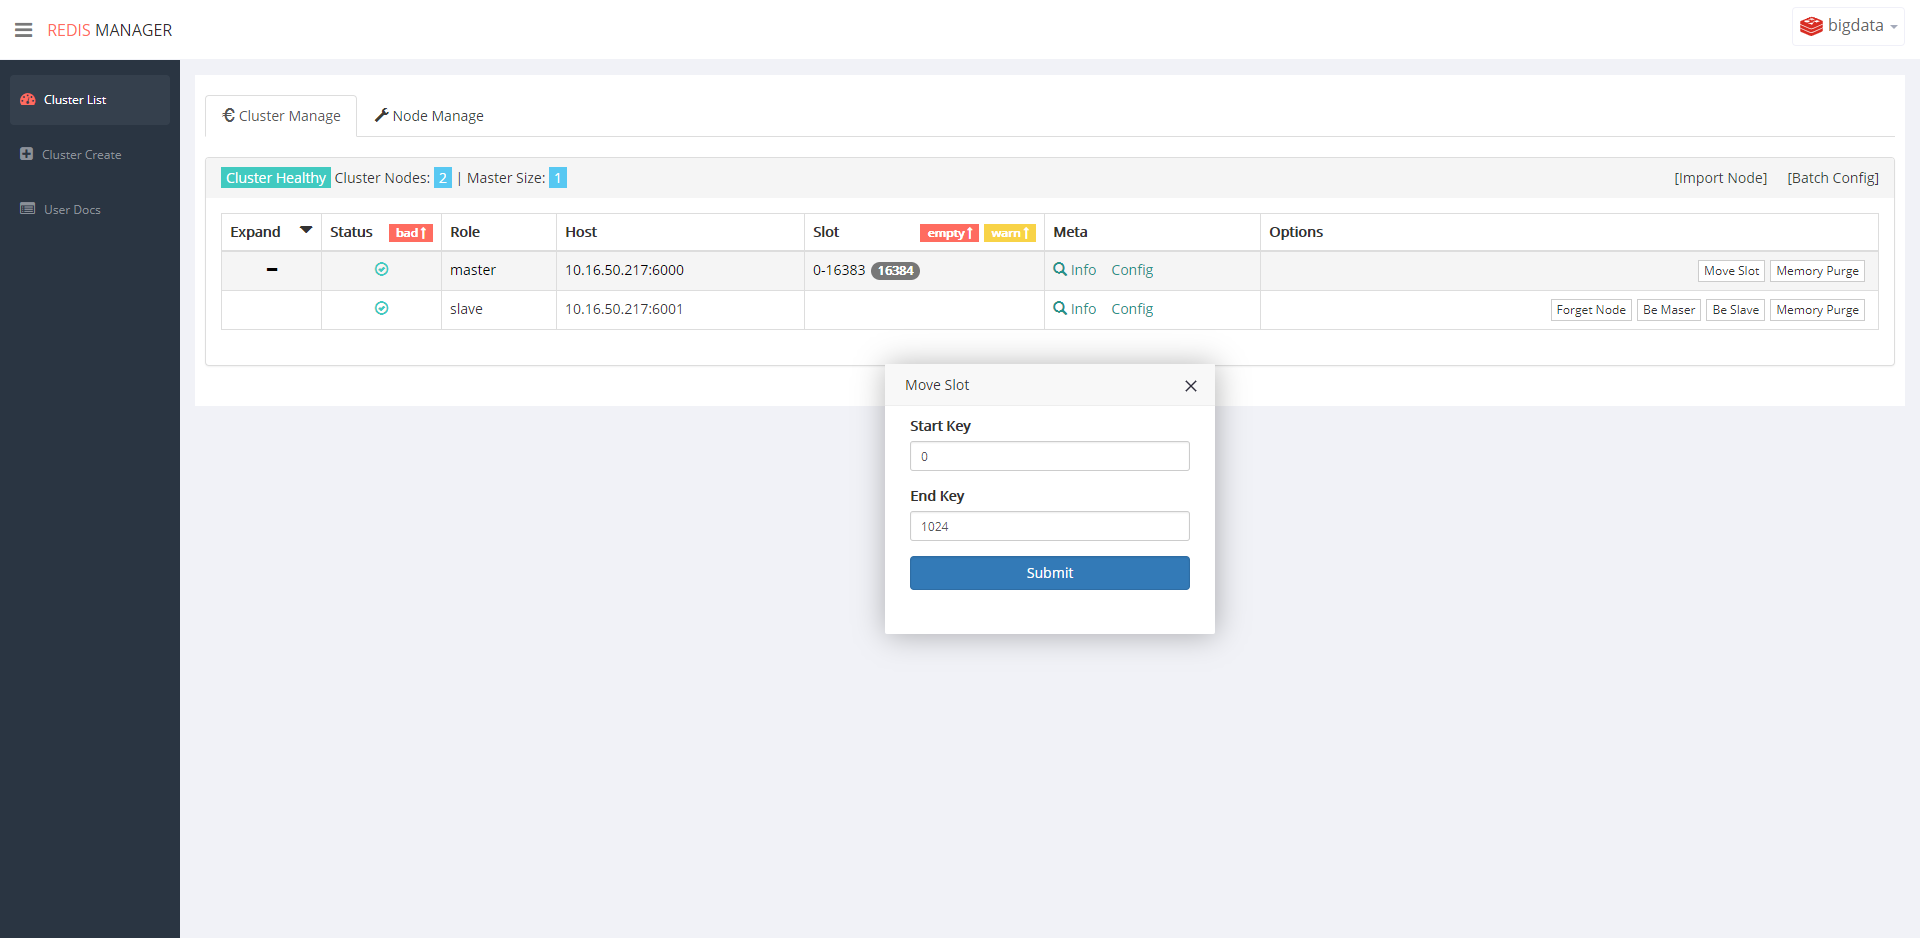 REDIS MANAGER
bigdata
Cluster List
Cluster Create
User Docs
Cluster Manage
Node Manage
Cluster Healthy Cluster Nodes: 2 | Master Size: 1
[Import Node] [Batch Config]
Expand Status bad Role Host Slot empty warn Meta Options
master 10.16.50.217:6000 0-16383 16384 Info Config Move Slot Memory Purge
slave 10.16.50.217:6001 Info Config Forget Node Be Maser Be Slave Memory Purge
Move Slot
Start Key
0
End Key
1024
Submit